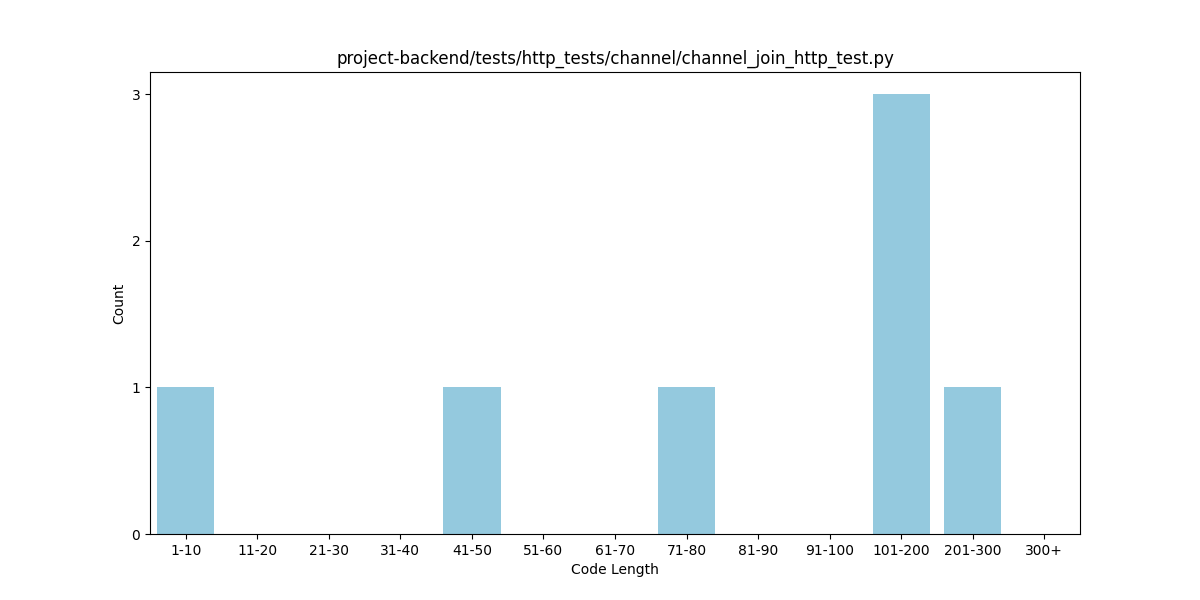 project-backend/tests/http_tests/channel/channel_join_http_test.py
3
2
1
0
Count
1-10 11-20 21-30 31-40 41-50 51-60 61-70 71-80 81-90 91-100 101-200 201-300 300+
Code Length